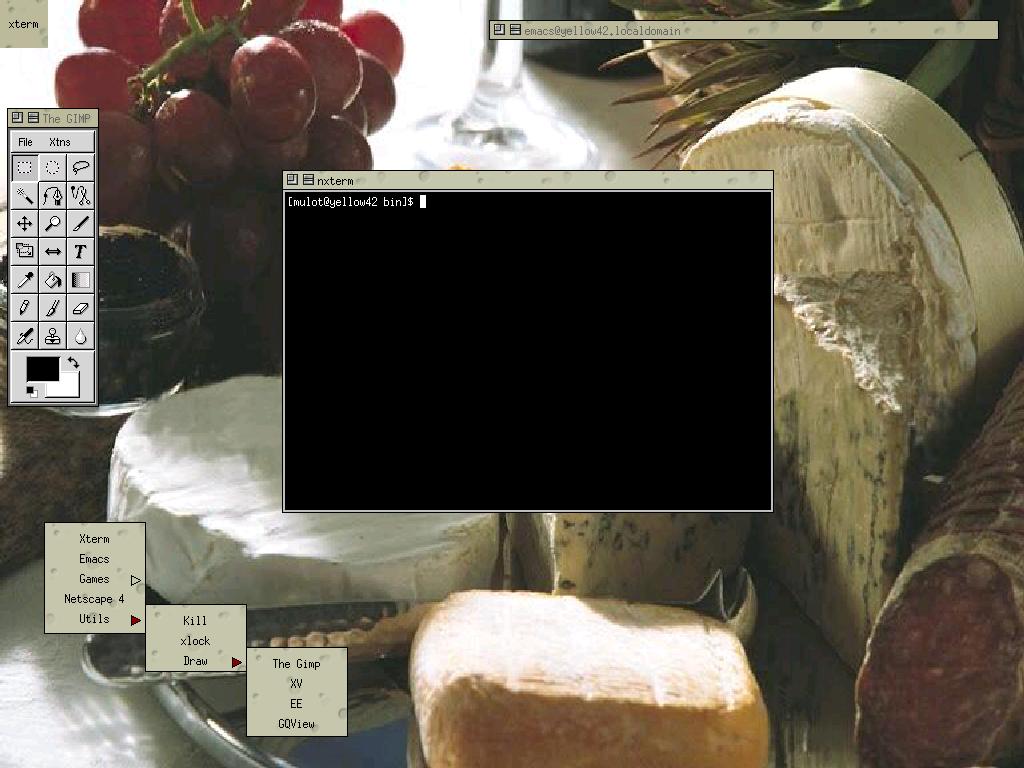 xterm
emacs@yellow42.localdomain
The GIMP
File Xtns
T
nxterm
[mulot@yellow42 bin]$
Xterm
Emacs
Games
Netscape 4
Utils
Kill
xlock
Draw
The Gimp
XV
EE
GQView